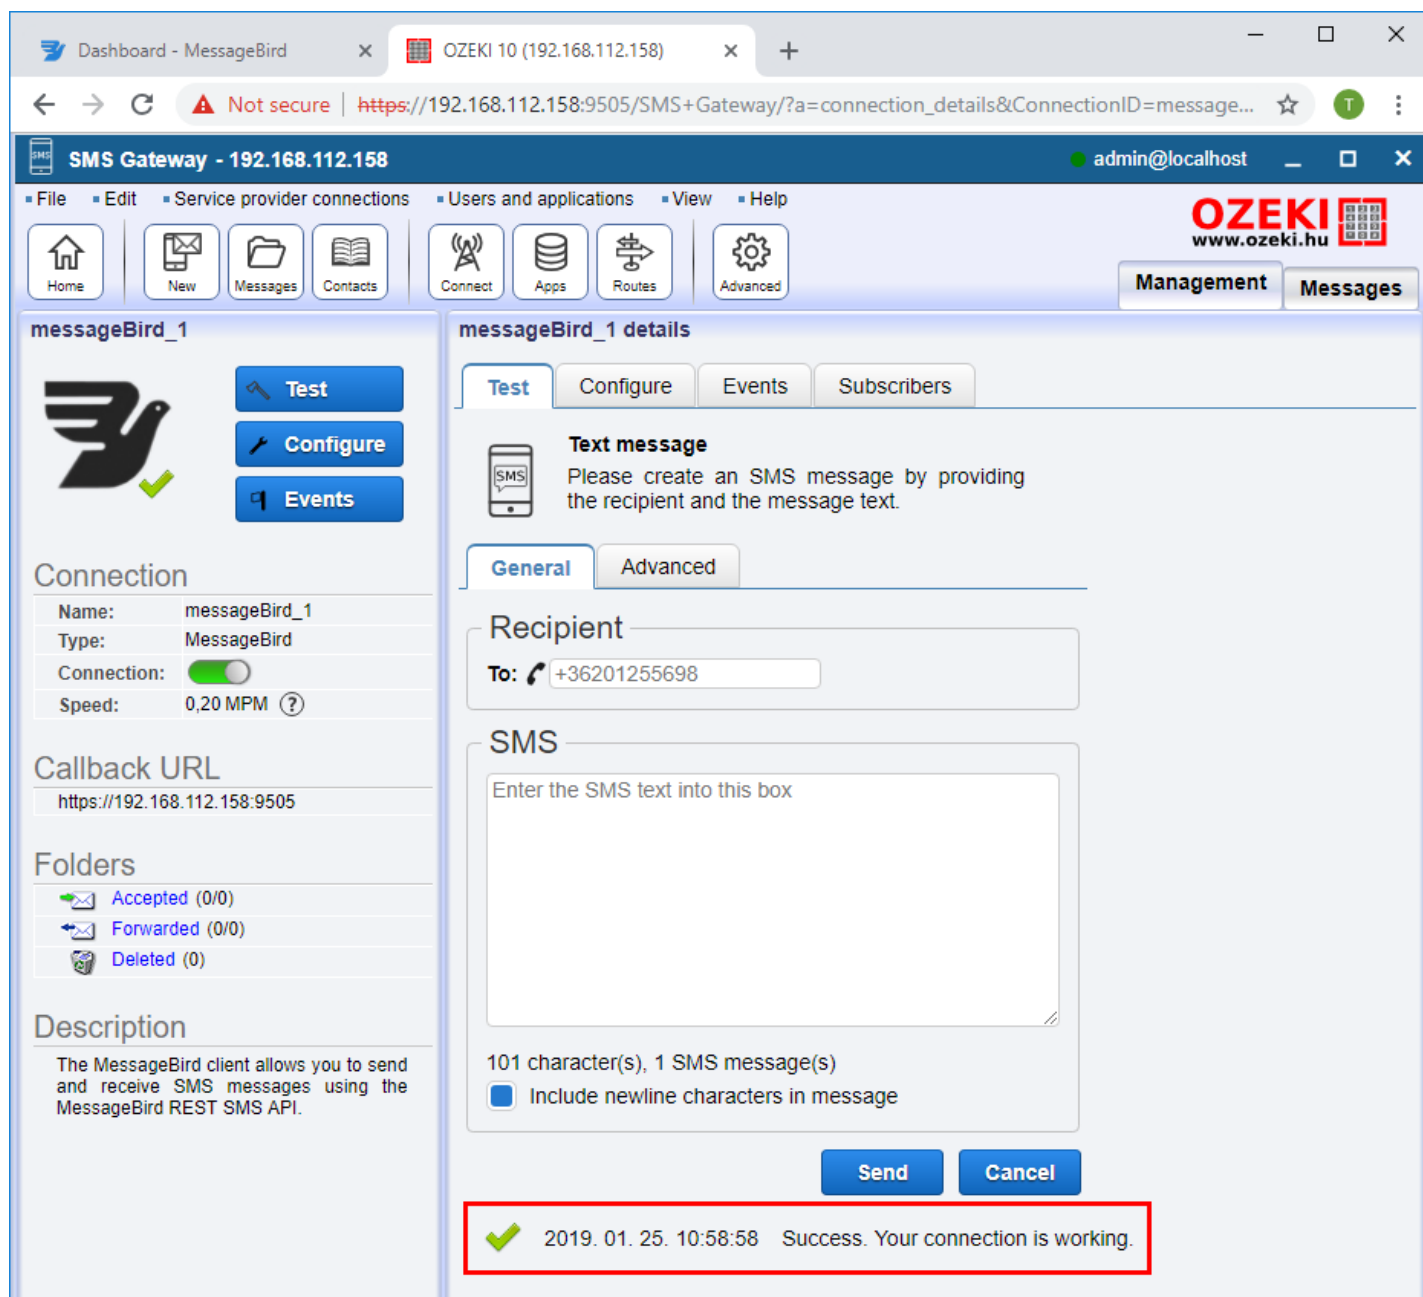 Dashboard - MessageBird
OZEKI 10 (192.168.112.158)
Not secure | https://192.168.112.158:9505/SMS+Gateway/?a=connection_details&ConnectionID=message...
T
SMS
SMS Gateway - 192.168.112.158
admin@localhost
File Edit Service provider connections Users and applications View Help
OZEKI
www.ozeki.hu
Home New Messages Contacts Connect Apps Routes Advanced
Management Messages
messageBird_1
Test
Configure
Events
Connection
Name: messageBird_1
Type: MessageBird
Connection:
Speed: 0,20 MPM ?
Callback URL
https://192.168.112.158:9505
Folders
Accepted (0/0)
Forwarded (0/0)
Deleted (0)
Description
The MessageBird client allows you to send
and receive SMS messages using the
MessageBird REST SMS API.
messageBird_1 details
Test Configure Events Subscribers
SMS
Text message
Please create an SMS message by providing
the recipient and the message text.
General Advanced
Recipient
To: +36201255698
SMS
Enter the SMS text into this box
101 character(s), 1 SMS message(s)
Include newline characters in message
Send Cancel
2019. 01. 25. 10:58:58 Success. Your connection is working.